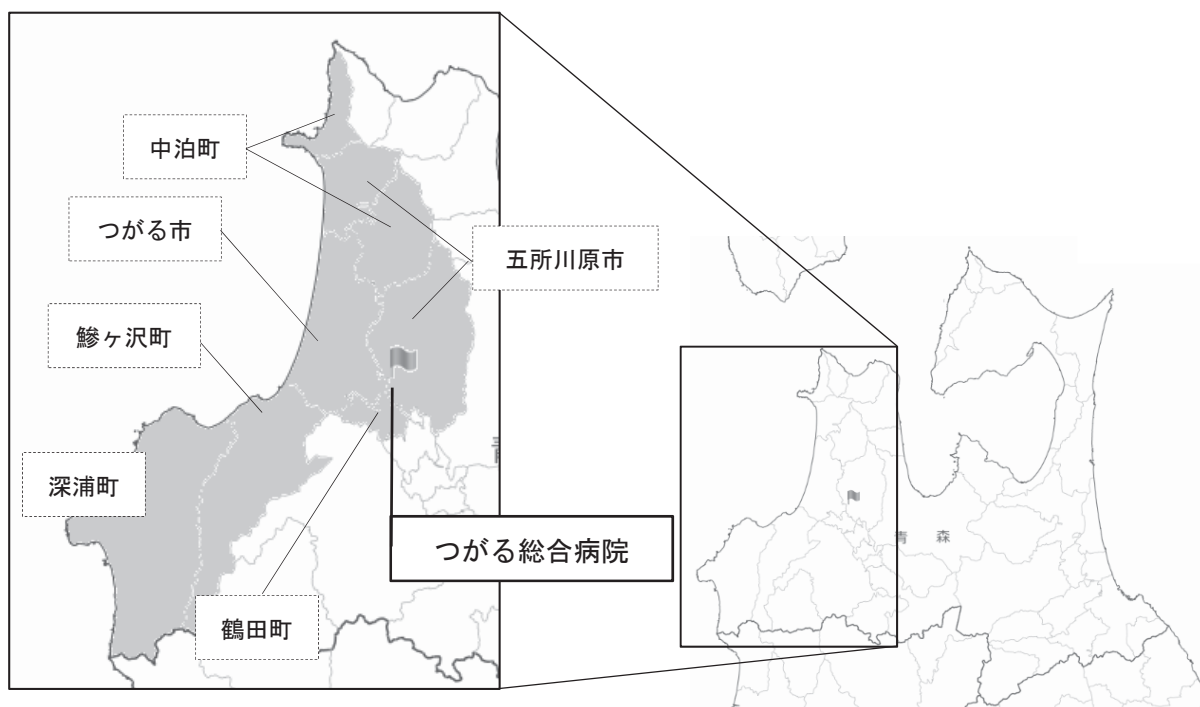 中泊町
つがる市
五所川原市
鰺ヶ沢町
深浦町
つがる総合病院
鶴田町
青森